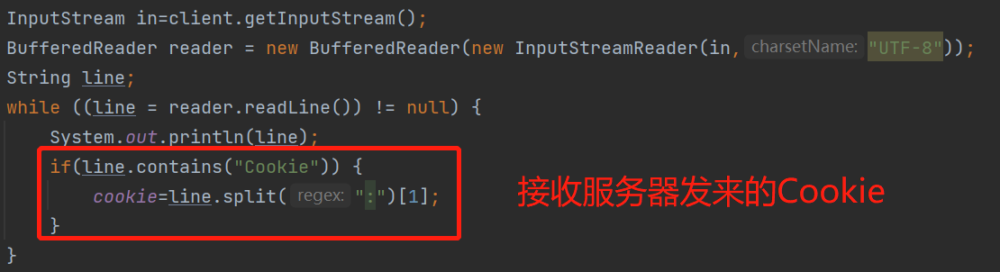 InputStream in=client.getInputStream();
BufferedReader reader = new BufferedReader(new InputStreamReader(in, charsetName: "UTF-8"));
String line;
while ((line = reader.readLine()) != null) {
    System.out.println(line);
    if(line.contains("Cookie")) {
        cookie=line.split( regex: ":")[1];
    }
}
接收服务器发来的Cookie